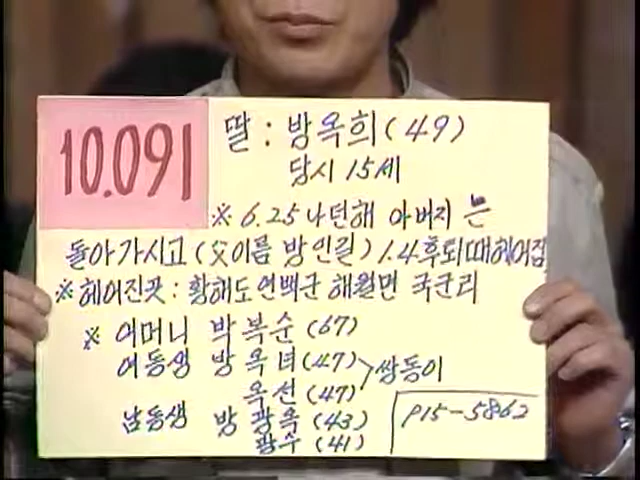 10.091
딸 : 방옥희 (49)
당시 15세
※ 6.25 나던해 아버지 는
돌아가시고 (父이름 방인길) 1.4후퇴때헤어짐
※ 헤어진곳 : 황해도 연백군 해월면 국군리
※ 어머니 박복순 (67)
여동생 방옥녀 (47) > 쌍동이
옥선 (47)
남동생 방광옥 (43)
광수 (41)
P15-5862